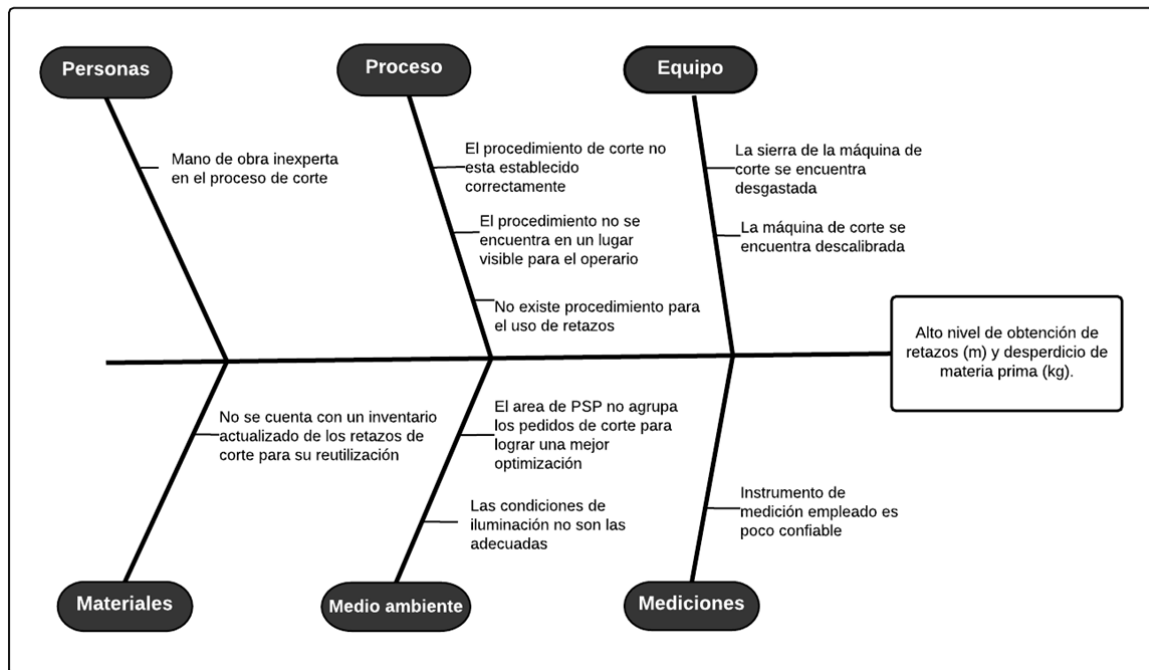 Personas
Proceso
Equipo
Mano de obra inexperta
en el proceso de corte
El procedimiento de corte no
esta establecido
correctamente
El procedimiento no se
encuentra en un lugar
visible para el operario
No existe procedimiento para
el uso de retazos
La sierra de la máquina de
corte se encuentra
desgastada
La máquina de corte se
encuentra descalibrada
Alto nivel de obtención de
retazos (m) y desperdicio de
materia prima (kg).
No se cuenta con un inventario
actualizado de los retazos de
corte para su reutilización
El area de PSP no agrupa
los pedidos de corte para
lograr una mejor
optimización
Las condiciones de
iluminación no son las
adecuadas
Instrumento de
medición empleado es
poco confiable
Materiales
Medio ambiente
Mediciones